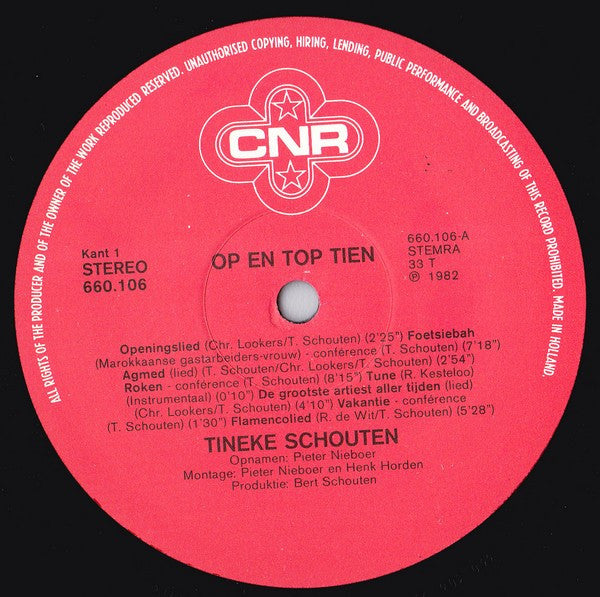 ALL RIGHTS OF THE PRODUCER AND OF THE OWNER OF THE WORK REPRODUCED RESERVED. UNAUTHORISED COPYING, HIRING, LENDING, PUBLIC PERFORMANCE AND BROADCASTING OF THIS RECORD PROHIBITED. MADE IN HOLLAND.
CNR
Kant 1
STEREO
660.106
OP EN TOP TIEN
660.106-A
STEMRA
33 T
℗ 1982
Openingslied (Chr. Lookers/T. Schouten) (2'25") Foetsiebah
(Marokkaanse gastarbeiders-vrouw) - conférence (T. Schouten) (7'18")
Agmed (lied) (T. Schouten/Chr. Lookers/T. Schouten) (2'54")
Roken - conférence (T. Schouten) (8'15") Tune (R. Kesteloo)
(Instrumentaal) (0'10") De grootste artiest aller tijden (lied)
(Chr. Lookers/T. Schouten) (4'10") Vakantie - conférence
(T. Schouten) (1'30") Flamencolied (R. de Wit/T. Schouten) (5'28")
TINEKE SCHOUTEN
Opnamen: Pieter Nieboer
Montage: Pieter Nieboer en Henk Horden
Produktie: Bert Schouten